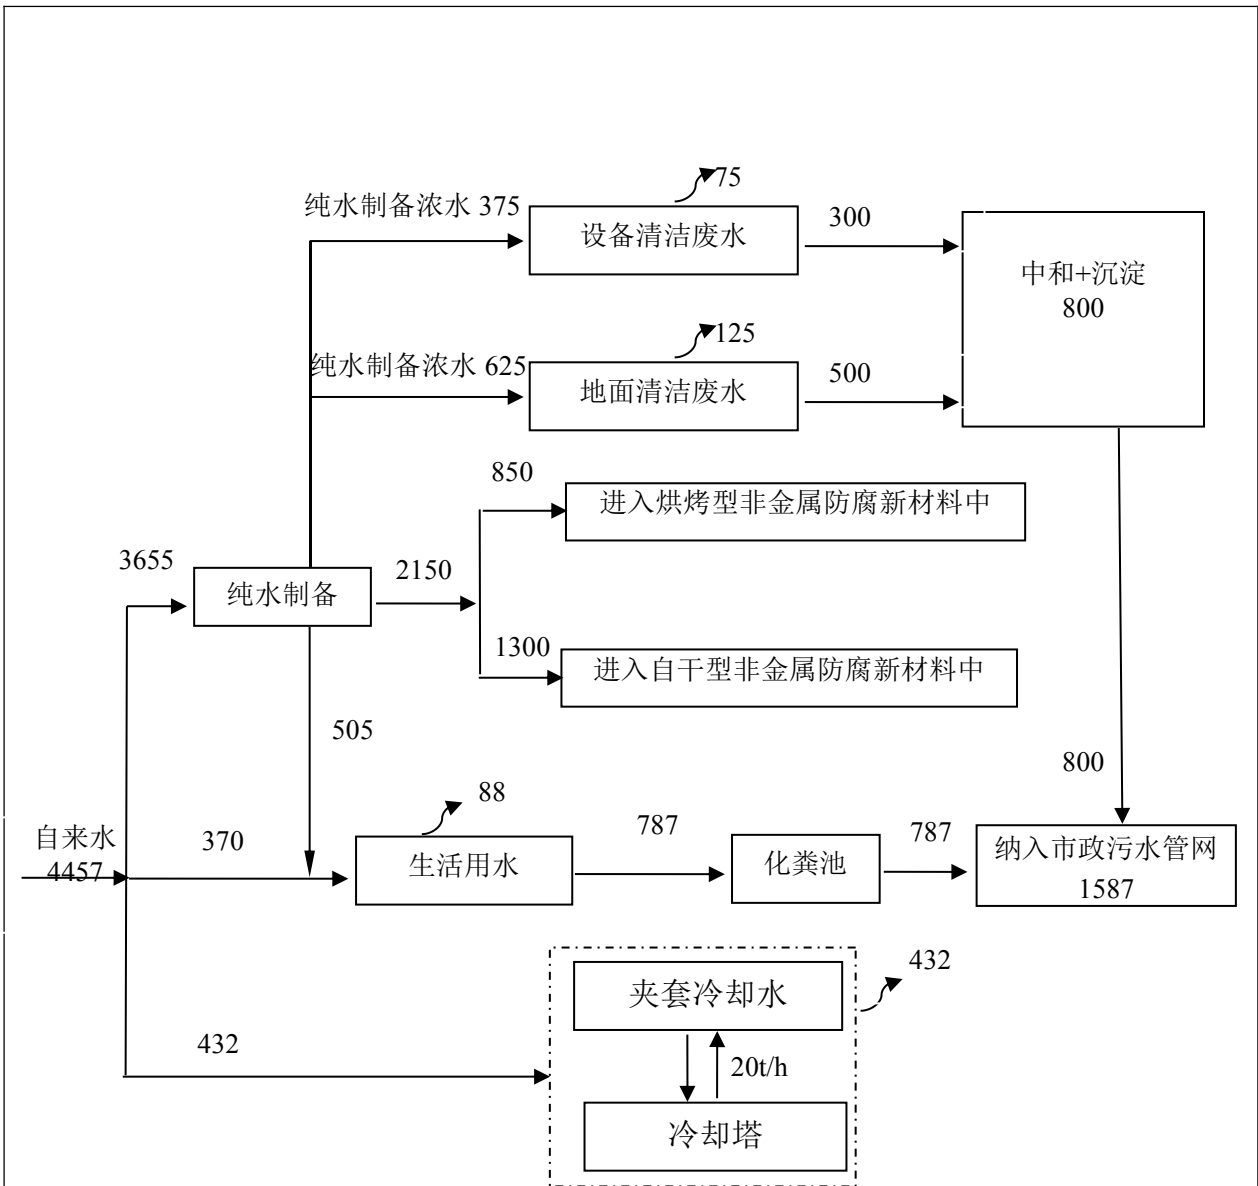 75
纯水制备浓水 375
设备清洁废水
300
中和+沉淀
800
125
纯水制备浓水 625
地面清洁废水
500
850
进入烘烤型非金属防腐新材料中
3655
纯水制备
2150
1300
进入自干型非金属防腐新材料中
505
800
88
自来水
4457
370
生活用水
787
化粪池
787
纳入市政污水管网
1587
432
夹套冷却水
432
20t/h
冷却塔